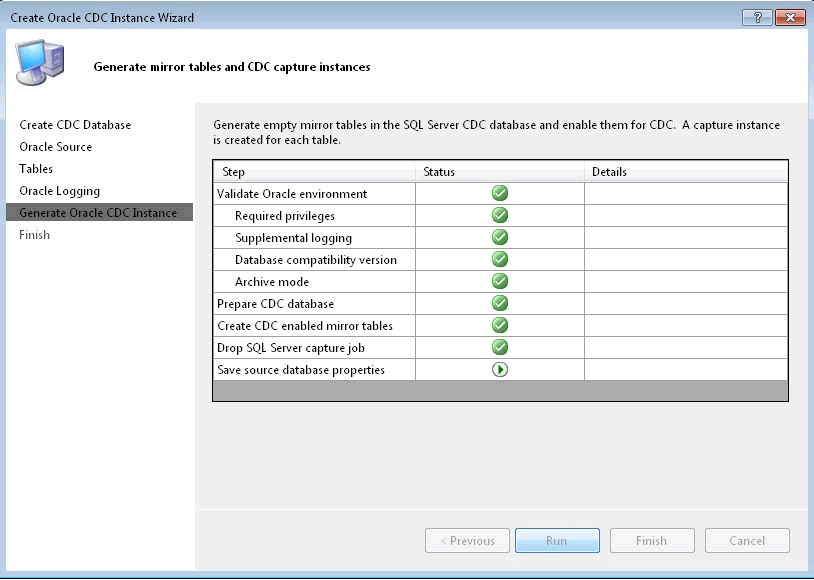 Create Oracle CDC Instance Wizard
?
Generate mirror tables and CDC capture instances
Create CDC Database
Oracle Source
Tables
Oracle Logging
Generate Oracle CDC Instance
Finish
Generate empty mirror tables in the SQL Server CDC database and enable them for CDC. A capture instance
is created for each table.
Step Status Details
Validate Oracle environment
Required privileges
Supplemental logging
Database compatibility version
Archive mode
Prepare CDC database
Create CDC enabled mirror tables
Drop SQL Server capture job
Save source database properties
< Previous Run Finish Cancel